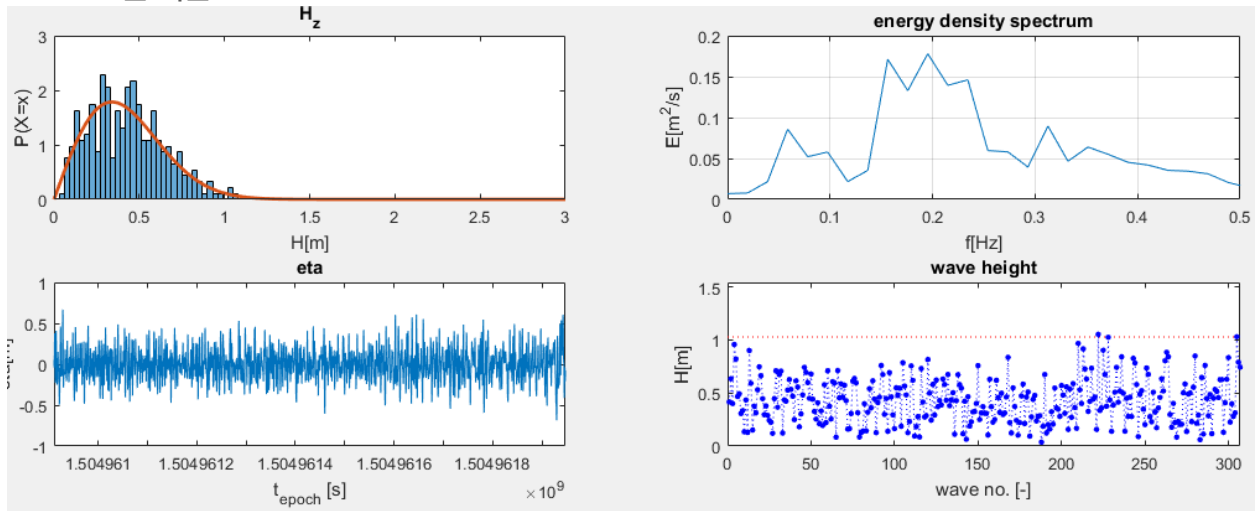 H_z
3
2
1
0
P(X=x)
0 0.5 1 1.5 2 2.5 3
H[m]
energy density spectrum
0.2
0.15
0.1
0.05
0
E[m^2/s]
0 0.1 0.2 0.3 0.4 0.5
f[Hz]
eta
1
0.5
0
-0.5
-1
1.504961 1.5049612 1.5049614 1.5049616 1.5049618
t_epoch [s]
× 10^9
wave height
1.5
1
0.5
0
H[m]
0 50 100 150 200 250 300
wave no. [-]